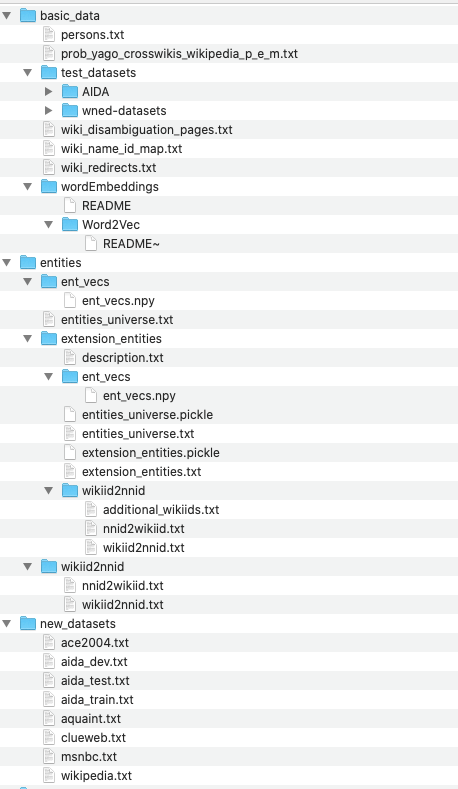 basic_data
persons.txt
prob_yago_crosswikis_wikipedia_p_e_m.txt
test_datasets
AIDA
wned-datasets
wiki_disambiguation_pages.txt
wiki_name_id_map.txt
wiki_redirects.txt
wordEmbeddings
README
Word2Vec
README~
entities
ent_vecs
ent_vecs.npy
entities_universe.txt
extension_entities
description.txt
ent_vecs
ent_vecs.npy
entities_universe.pickle
entities_universe.txt
extension_entities.pickle
extension_entities.txt
wikiid2nnid
additional_wikiids.txt
nnid2wikiid.txt
wikiid2nnid.txt
wikiid2nnid
nnid2wikiid.txt
wikiid2nnid.txt
new_datasets
ace2004.txt
aida_dev.txt
aida_test.txt
aida_train.txt
aquaint.txt
clueweb.txt
msnbc.txt
wikipedia.txt